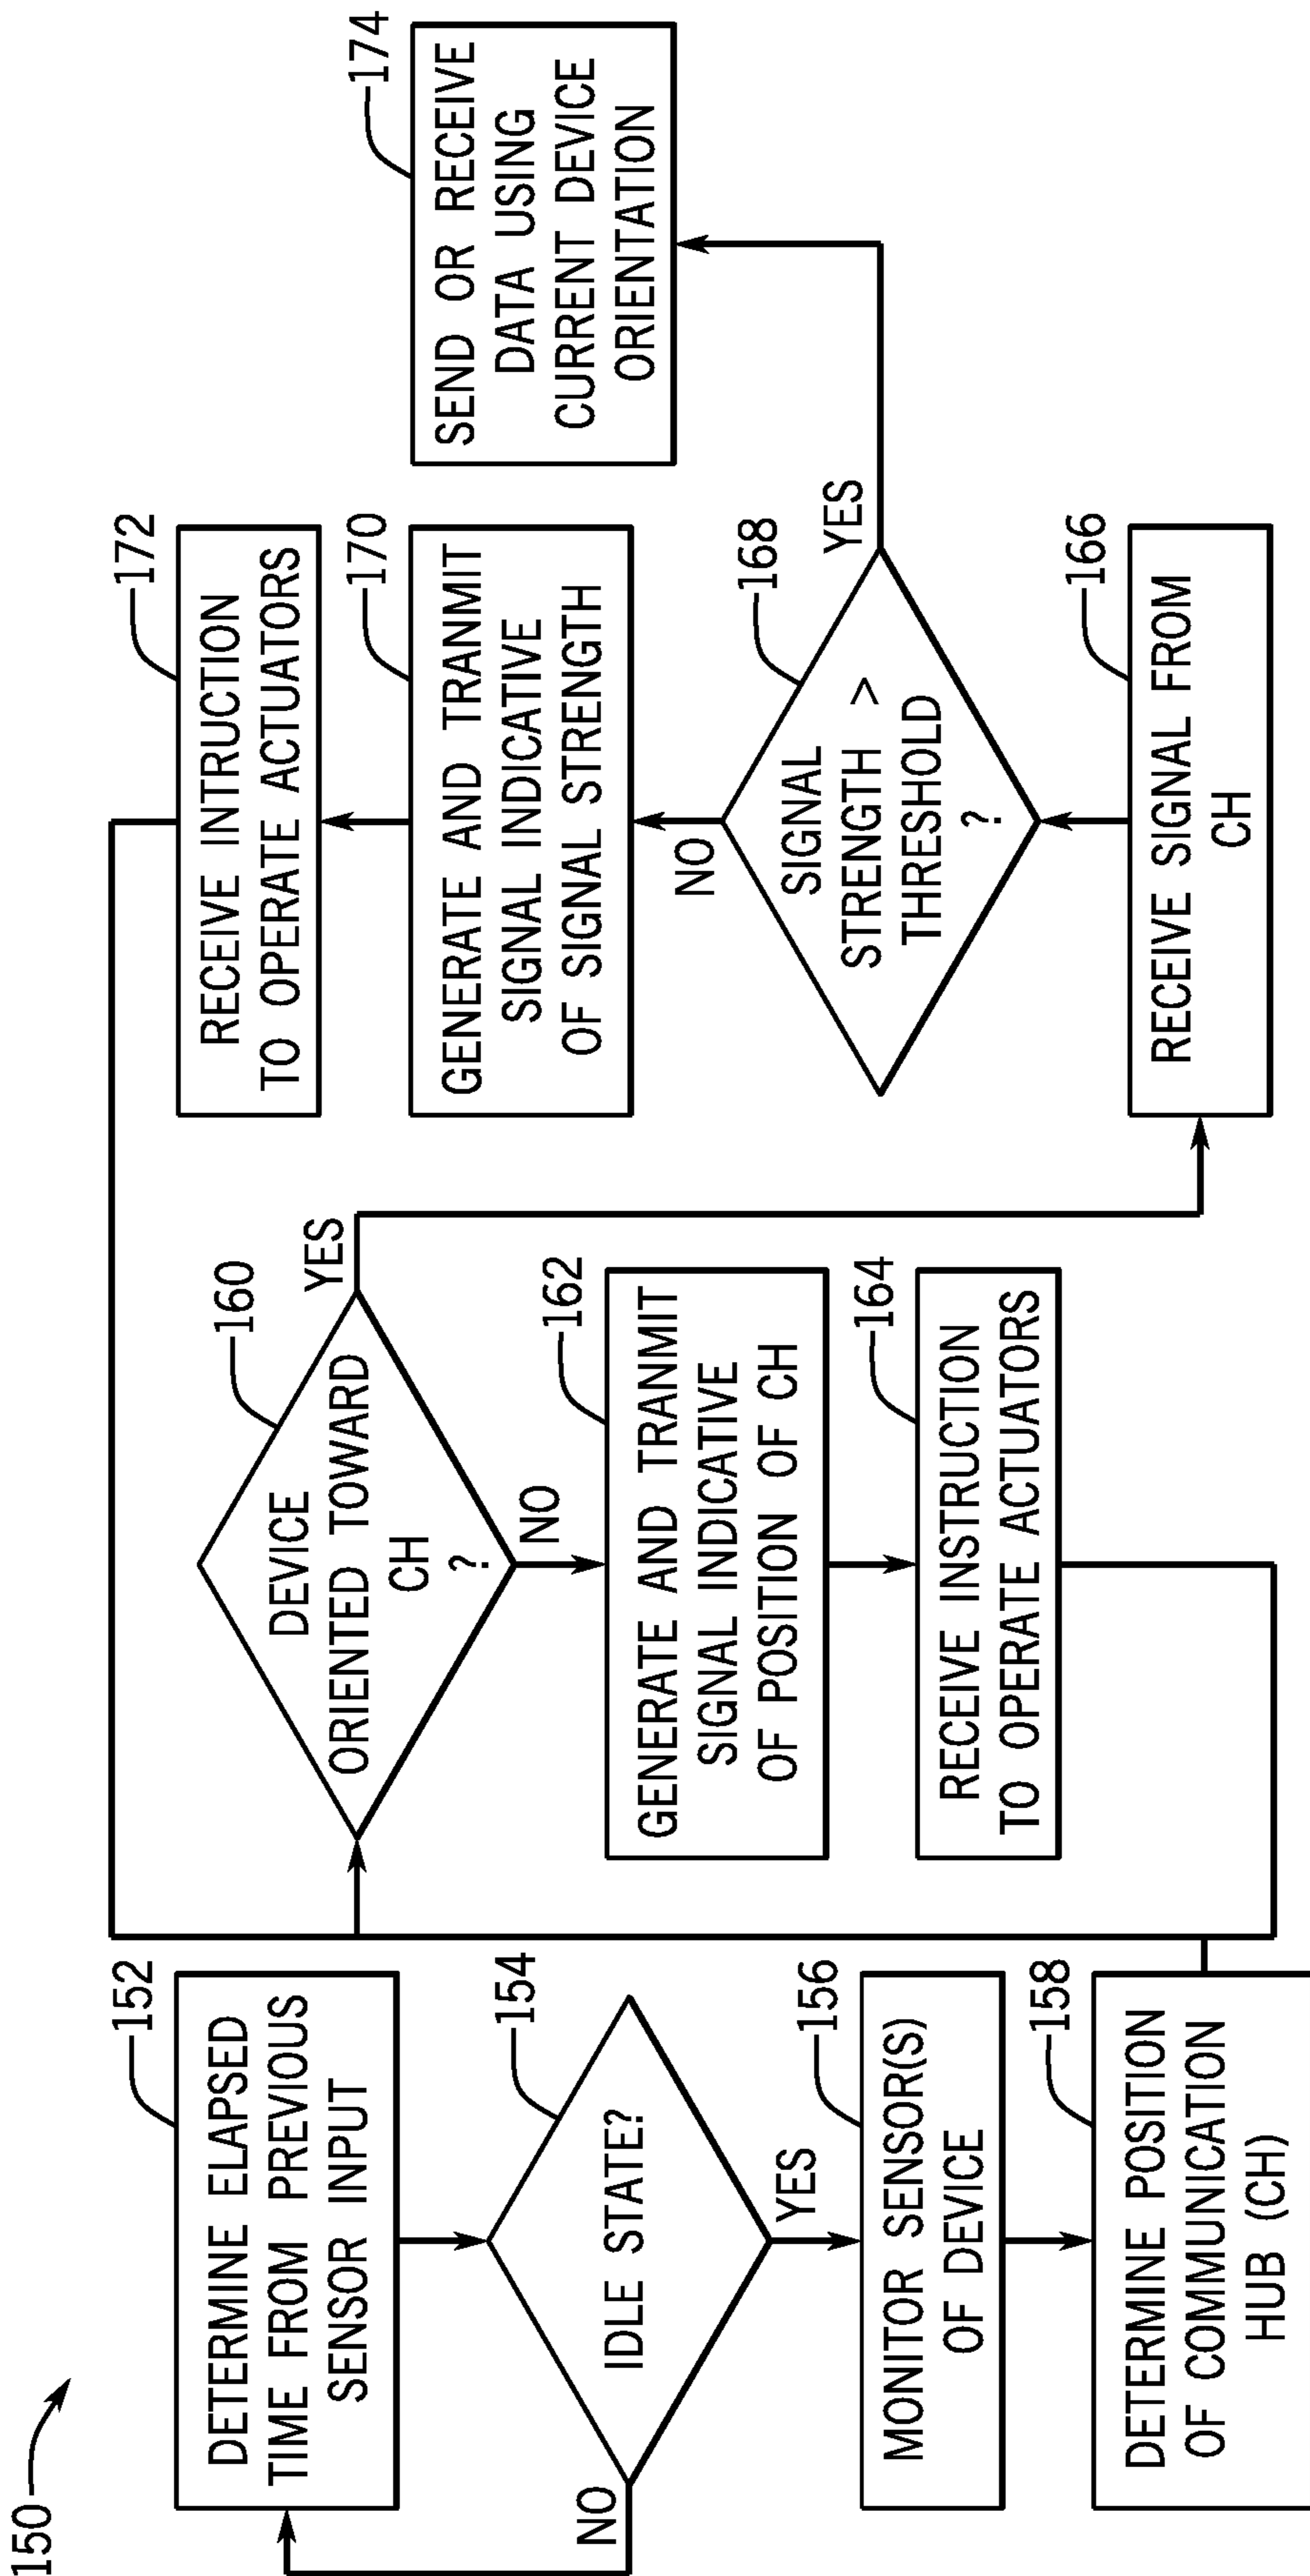 150
152
DETERMINE ELAPSED
TIME FROM PREVIOUS
SENSOR INPUT
154
IDLE STATE?
NO
YES
156
MONITOR SENSOR(S)
OF DEVICE
158
DETERMINE POSITION
OF COMMUNICATION
HUB (CH)
160
DEVICE
ORIENTED TOWARD
CH
?
YES
NO
162
GENERATE AND TRANMIT
SIGNAL INDICATIVE
OF POSITION OF CH
164
RECEIVE INSTRUCTION
TO OPERATE ACTUATORS
172
RECEIVE INTRUCTION
TO OPERATE ACTUATORS
170
GENERATE AND TRANMIT
SIGNAL INDICATIVE
OF SIGNAL STRENGTH
NO
168
SIGNAL
STRENGTH >
THRESHOLD
?
YES
166
RECEIVE SIGNAL FROM
CH
174
SEND OR RECEIVE
DATA USING
CURRENT DEVICE
ORIENTATION